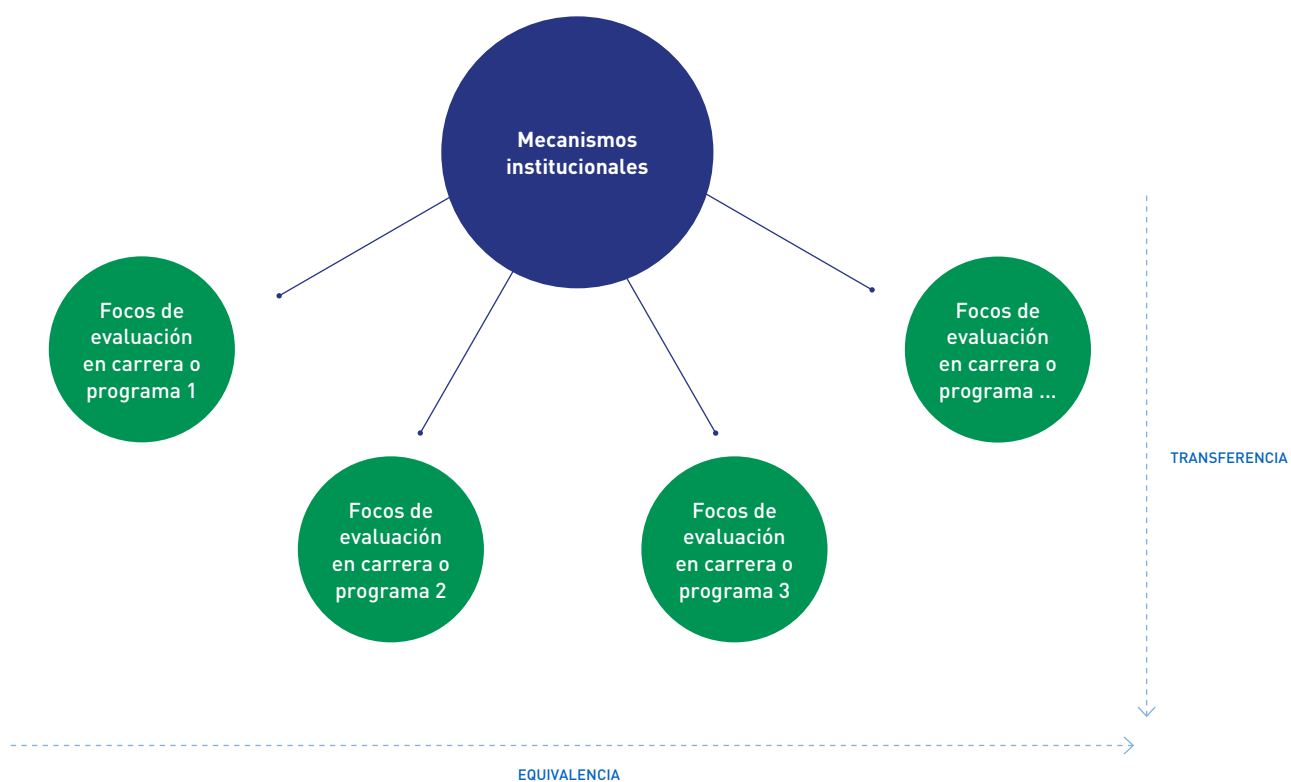 Mecanismos
institucionales
Focos de
evaluación
en carrera o
programa 1
Focos de
evaluación
en carrera o
programa 2
Focos de
evaluación
en carrera o
programa 3
Focos de
evaluación
en carrera o
programa ...
TRANSFERENCIA
EQUIVALENCIA